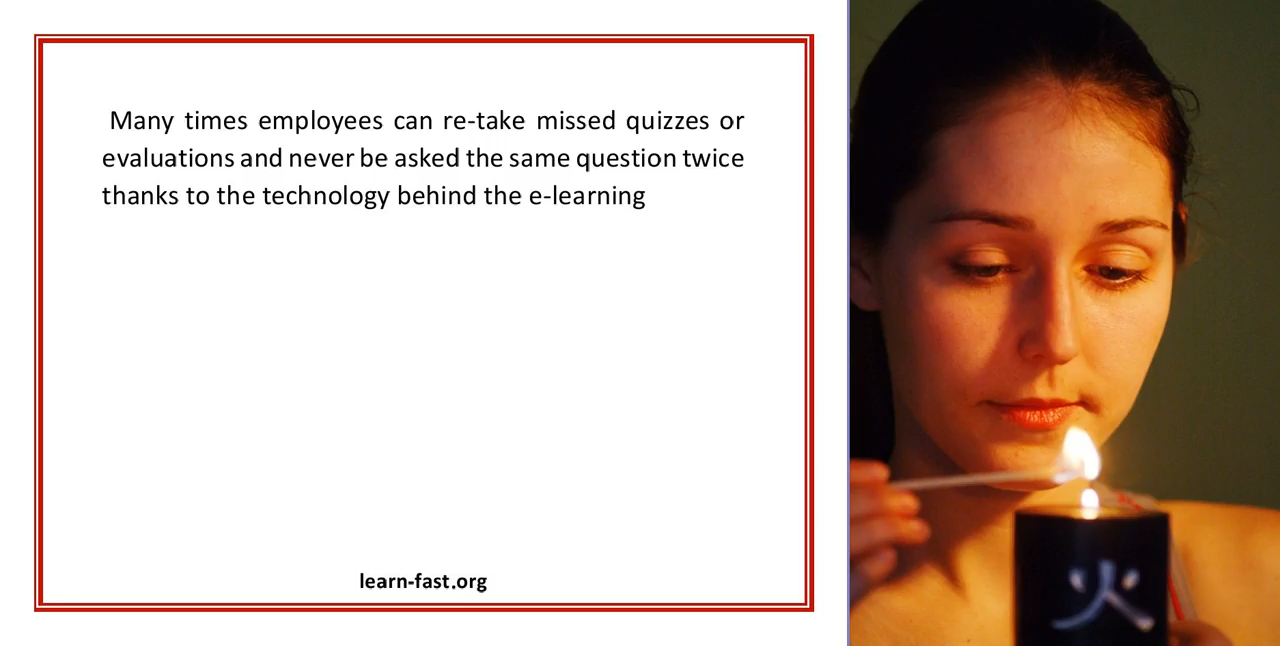 Many times employees can re-take missed quizzes or
evaluations and never be asked the same question twice
thanks to the technology behind the e-learning
learn-fast.org
火